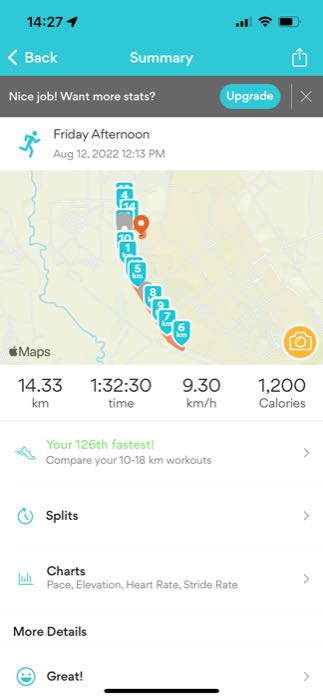 14:27
Back
Summary
Nice job! Want more stats?
Upgrade
Friday Afternoon
Aug 12, 2022 12:13 PM
4
14
10
1
5
km
8
9
7
km
6
km
Maps
14.33
km
1:32:30
time
9.30
km/h
1,200
Calories
Your 126th fastest!
Compare your 10-18 km workouts
Splits
Charts
Pace, Elevation, Heart Rate, Stride Rate
More Details
Great!